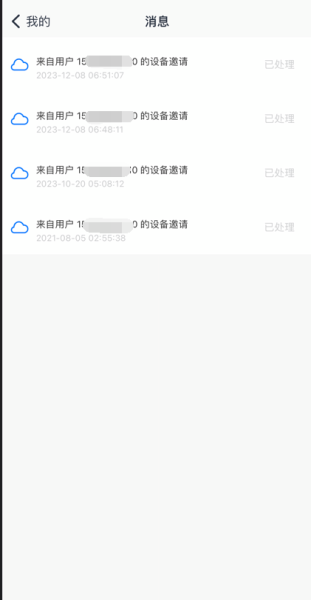 我的
消息
来自用户 15 0 的设备邀请
已处理
2023-12-08 06:51:07
来自用户 15 0 的设备邀请
已处理
2023-12-08 06:48:11
来自用户 15 0 的设备邀请
已处理
2023-10-20 05:08:12
来自用户 15 0 的设备邀请
已处理
2021-08-05 02:55:38